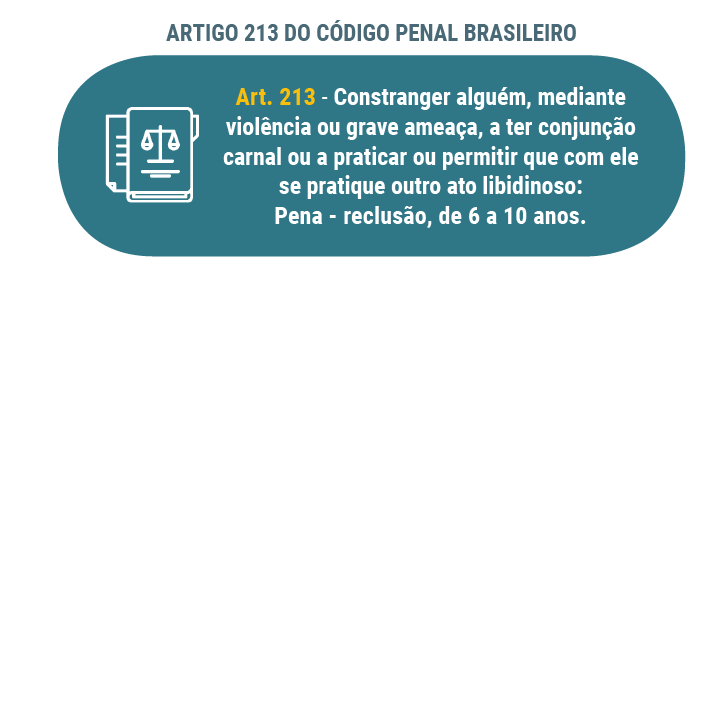 ARTIGO 213 DO CÓDIGO PENAL BRASILEIRO
Art. 213 - Constranger alguém, mediante
violência ou grave ameaça, a ter conjunção
carnal ou a praticar ou permitir que com ele
se pratique outro ato libidinoso:
Pena - reclusão, de 6 a 10 anos.